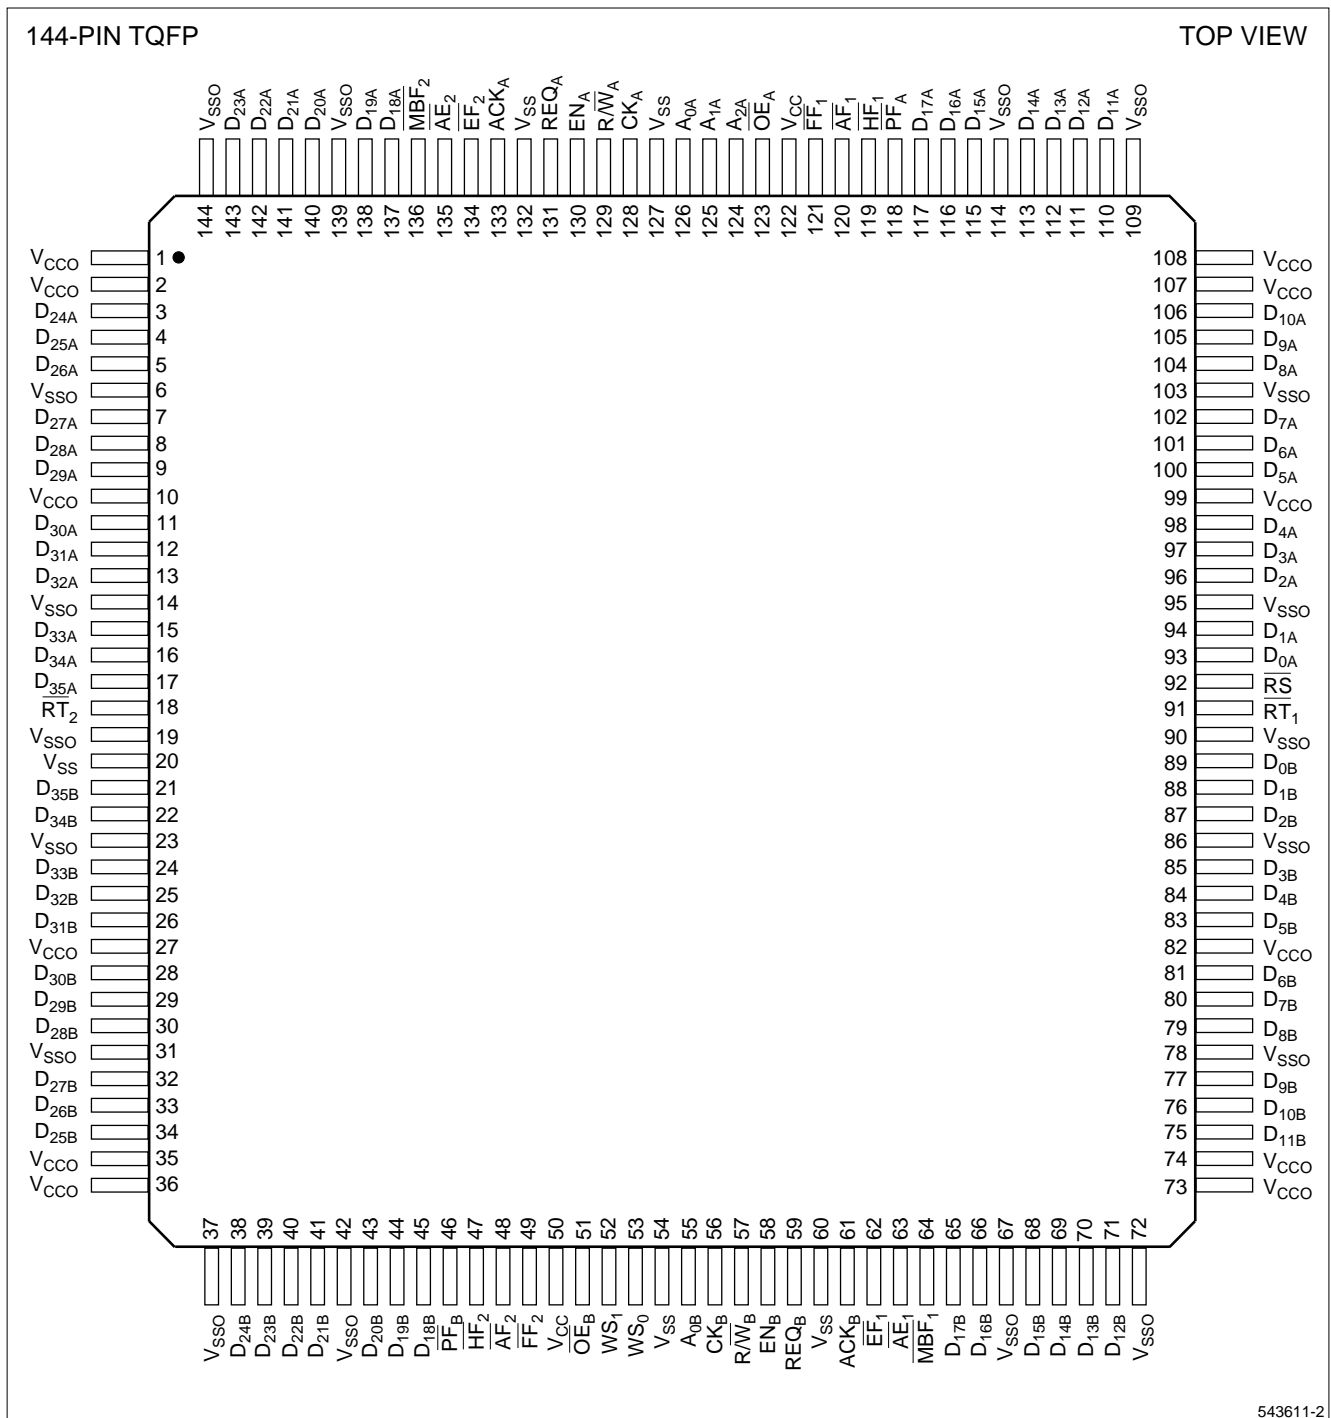 144-PIN TQFP
TOP VIEW
VSSO D23A D22A D21A D20A VSSO D19A D18A MBF2 AE2 EF2 ACKA VSS REQA ENA R/WA CKA VSS A0A A1A A2A OEA VCC FF1 AF1 HF1 PFA D17A D16A D15A VSSO D14A D13A D12A D11A VSSO
144 143 142 141 140 139 138 137 136 135 134 133 132 131 130 129 128 127 126 125 124 123 122 121 120 119 118 117 116 115 114 113 112 111 110 109
VCCO 1 108 VCCO
VCCO 2 107 VCCO
D24A 3 106 D10A
D25A 4 105 D9A
D26A 5 104 D8A
VSSO 6 103 VSSO
D27A 7 102 D7A
D28A 8 101 D6A
D29A 9 100 D5A
VCCO 10 99 VCCO
D30A 11 98 D4A
D31A 12 97 D3A
D32A 13 96 D2A
VSSO 14 95 VSSO
D33A 15 94 D1A
D34A 16 93 D0A
D35A 17 92 RS
RT2 18 91 RT1
VSSO 19 90 VSSO
VSS 20 89 D0B
D35B 21 88 D1B
D34B 22 87 D2B
VSSO 23 86 VSSO
D33B 24 85 D3B
D32B 25 84 D4B
D31B 26 83 D5B
VCCO 27 82 VCCO
D30B 28 81 D6B
D29B 29 80 D7B
D28B 30 79 D8B
VSSO 31 78 VSSO
D27B 32 77 D9B
D26B 33 76 D10B
D25B 34 75 D11B
VCCO 35 74 VCCO
VCCO 36 73 VCCO
37 38 39 40 41 42 43 44 45 46 47 48 49 50 51 52 53 54 55 56 57 58 59 60 61 62 63 64 65 66 67 68 69 70 71 72
VSSO D24B D23B D22B D21B VSSO D20B D19B D18B PFB HF2 AF2 FF2 VCC OEB WS1 WS0 VSS A0B CKB R/WB ENB REQB VSS ACKB EF1 AE1 MBF1 D17B D16B VSSO D15B D14B D13B D12B VSSO
543611-2